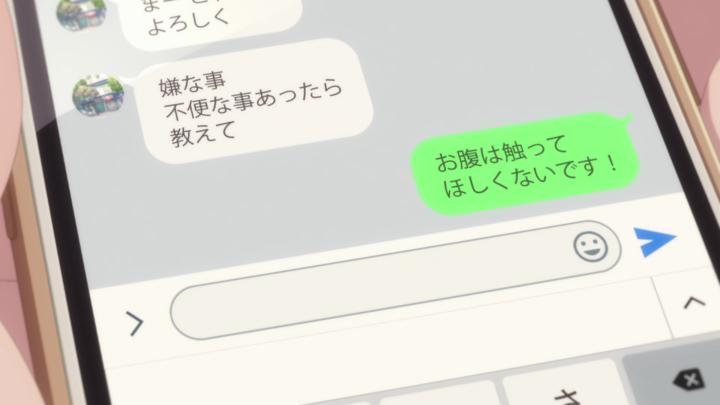 よろしく
嫌な事
不便な事あったら
教えて
お腹は触って
ほしくないです！
さ